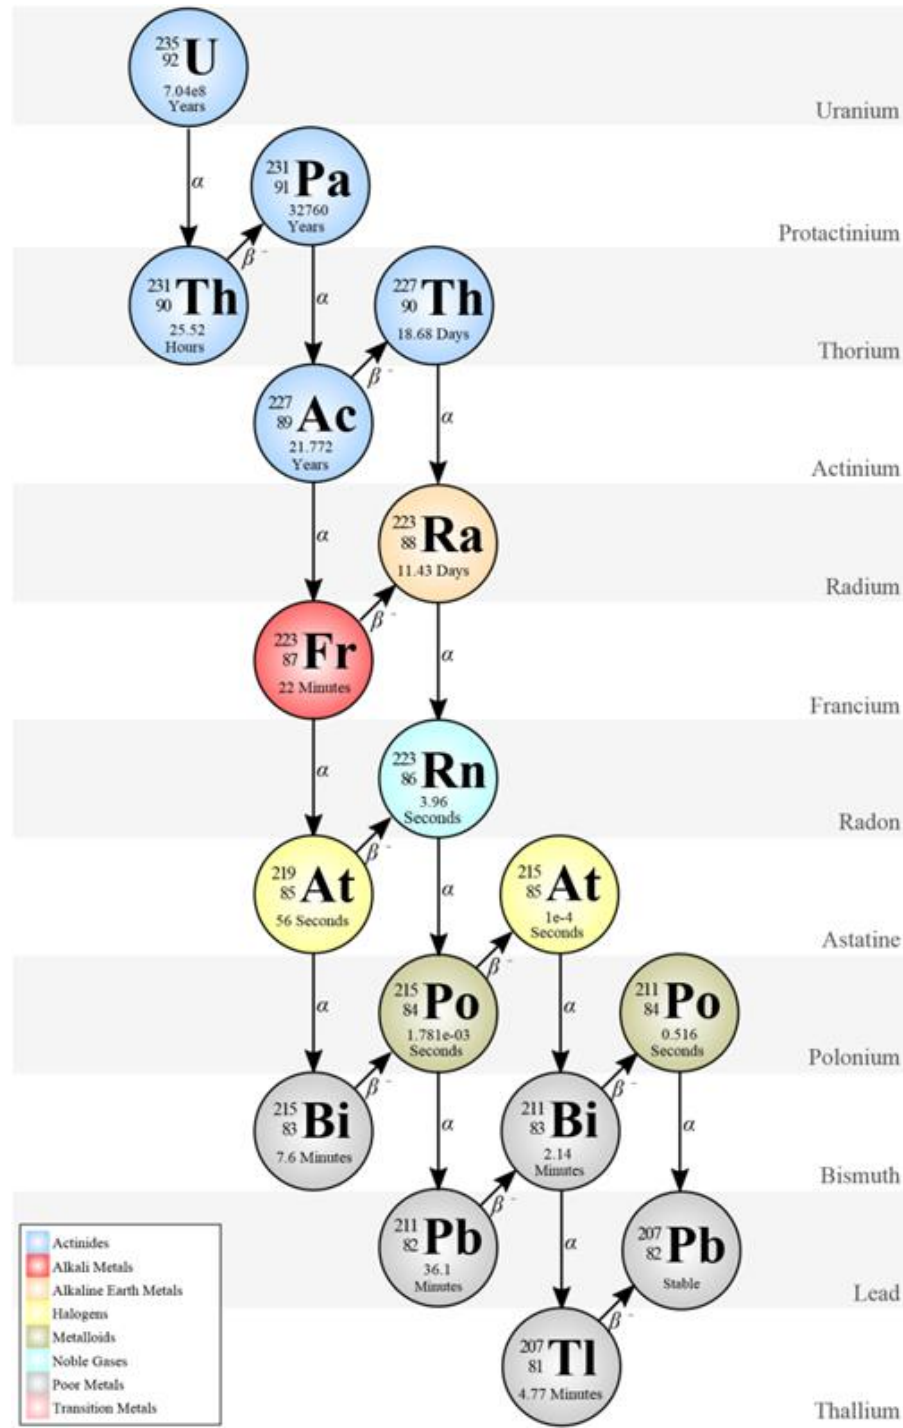 235
92
U
7.04e8
Years
Uranium
α
231
91
Pa
32760
Years
β -
Protactinium
231
90
Th
25.52
Hours
α
227
90
Th
18.68 Days
Thorium
β -
227
89
Ac
21.772
Years
α
Actinium
α
223
88
Ra
11.43 Days
Radium
β -
223
87
Fr
22 Minutes
α
Francium
α
223
86
Rn
3.96
Seconds
Radon
β -
219
85
At
56 Seconds
α
215
85
At
1e-4
Seconds
Astatine
β -
α
215
84
Po
1.781e-03
Seconds
α
211
84
Po
0.516
Seconds
Polonium
β -
β -
215
83
Bi
7.6 Minutes
α
211
83
Bi
2.14
Minutes
α
Bismuth
β -
211
82
Pb
36.1
Minutes
α
207
82
Pb
Stable
Lead
β -
207
81
Tl
4.77 Minutes
Thallium
Actinides
Alkali Metals
Alkaline Earth Metals
Halogens
Metalloids
Noble Gases
Poor Metals
Transition Metals